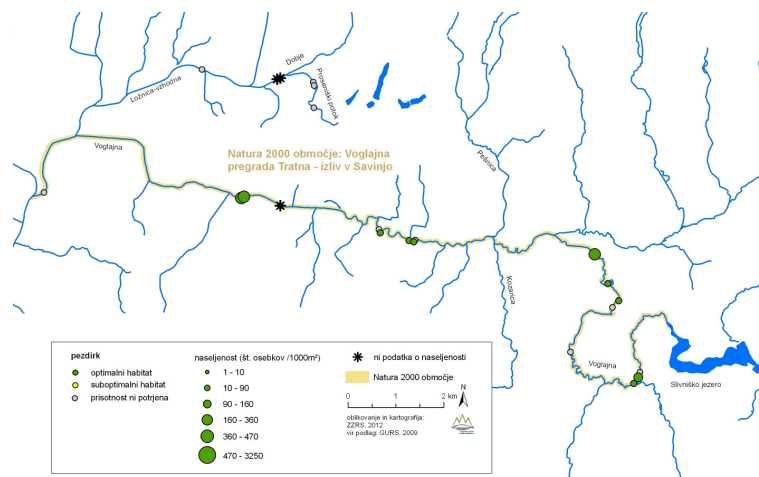 Dobje
Proseniški potok
Ložnica-vzhodna
Voglajna
Natura 2000 območje: Voglajna
pregrada Tratna - izliv v Savinjo
Pešnica
Kozarica
Voglajna
Slivniško jezero
pezdirk
optimalni habitat
suboptimalni habitat
prisotnost ni potrjena
naseljenost (št. osebkov /1000m²)
1 - 10
10 - 90
90 - 160
160 - 360
360 - 470
470 - 3250
ni podatka o naseljenosti
Natura 2000 območje
N
0 1 2 km
oblikovanje in kartografija:
ZZRS, 2012
vir podlag: GURS, 2009